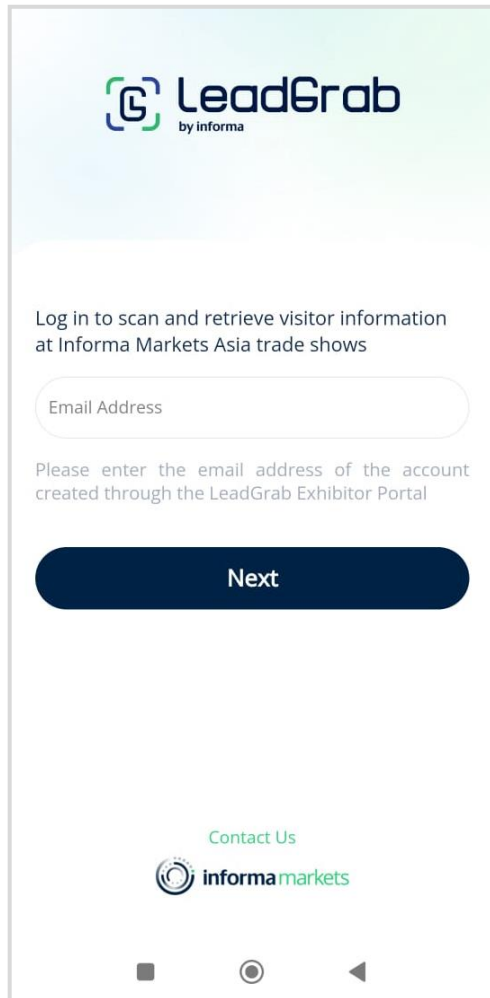 LeadGrab
by informa
Log in to scan and retrieve visitor information
at Informa Markets Asia trade shows
Email Address
Please enter the email address of the account
created through the LeadGrab Exhibitor Portal
Next
Contact Us
informa markets